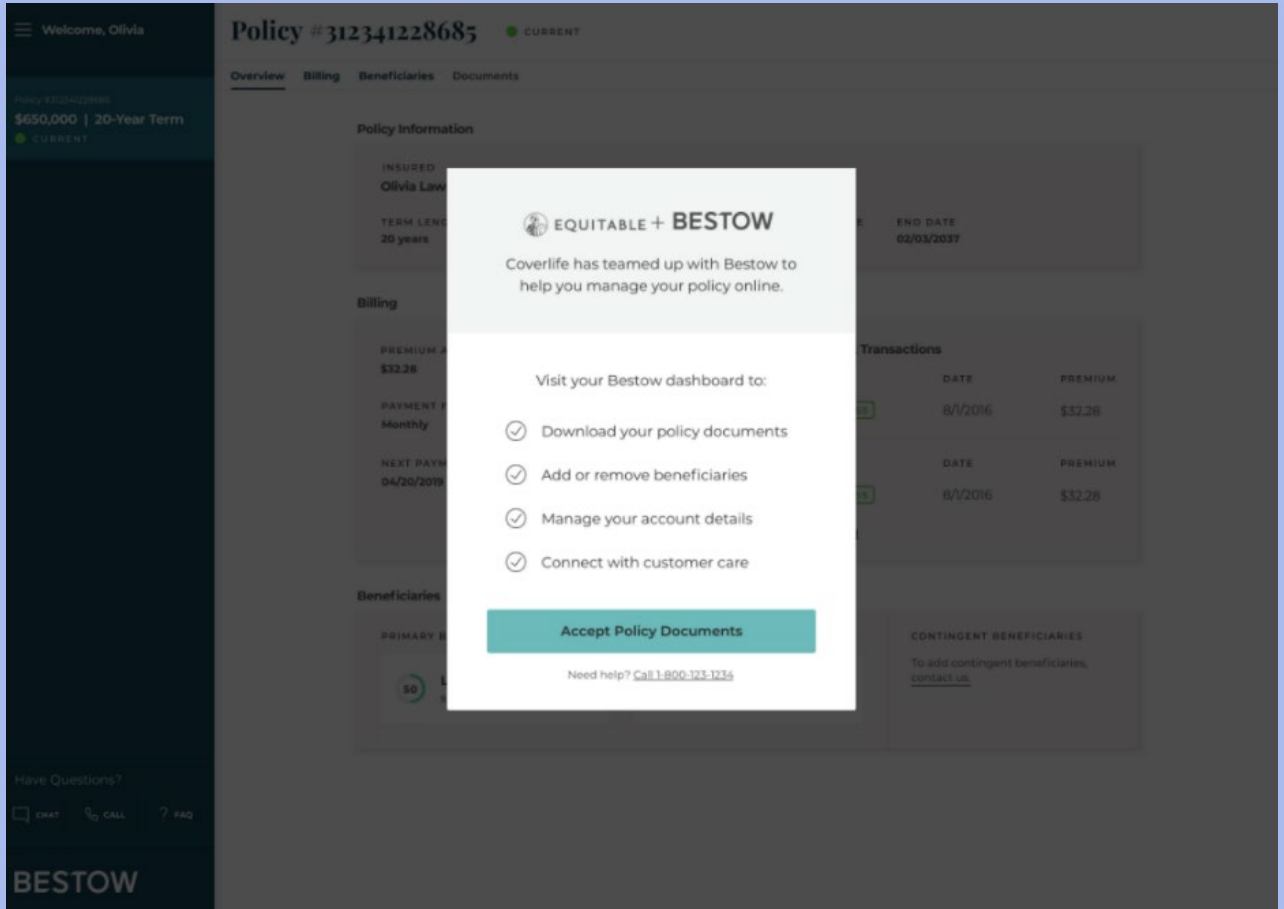 Welcome, Olivia
Policy #312341228685
$650,000 | 20-Year Term
CURRENT
Have Questions?
CHAT
CALL
? FAQ
BESTOW
Policy #312341228685
CURRENT
Overview Billing Beneficiaries Documents
Policy Information
INSURED
Olivia Law
TERM LENG
20 years
END DATE
02/03/2037
Billing
PREMIUM A
$32.28
PAYMENT F
Monthly
NEXT PAYM
04/20/2019
Transactions
DATE PREMIUM
8/1/2016 $32.28
DATE PREMIUM
8/1/2016 $32.28
Beneficiaries
PRIMARY B
50
CONTINGENT BENEFICIARIES
To add contingent beneficiaries,
contact us.
EQUITABLE + BESTOW
Coverlife has teamed up with Bestow to
help you manage your policy online.
Visit your Bestow dashboard to:
Download your policy documents
Add or remove beneficiaries
Manage your account details
Connect with customer care
Accept Policy Documents
Need help? Call 1-800-123-1234